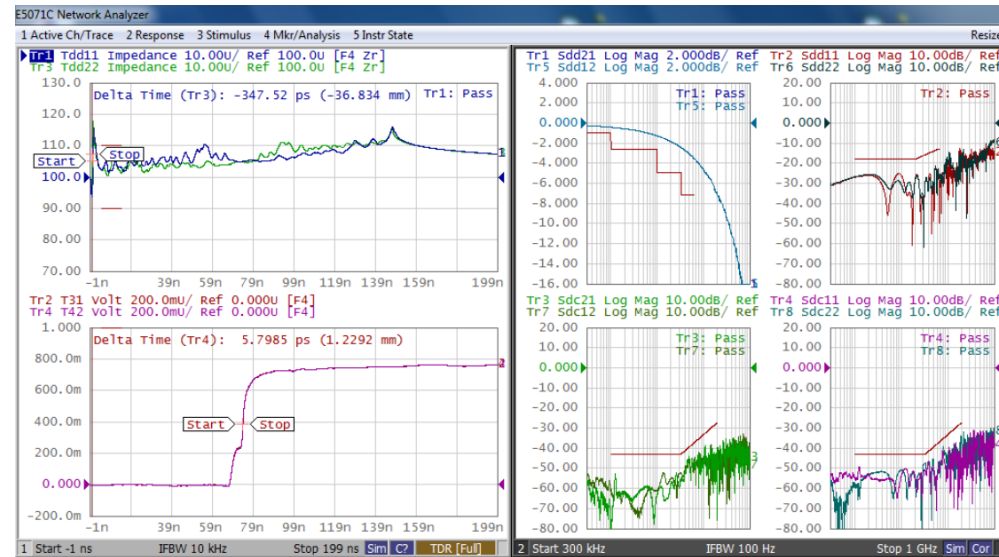 E5071C Network Analyzer
1 Active Ch/Trace 2 Response 3 Stimulus 4 Mkr/Analysis 5 Instr State
Resize
Tr1 Tdd11 Impedance 10.00U/ Ref 100.0U [F4 Zr]
Tr3 Tdd22 Impedance 10.00U/ Ref 100.0U [F4 Zr]
130.0
Delta Time (Tr3): -347.52 ps (-36.834 mm) Tr1: Pass
120.0
110.0
Stop
Start
100.0
90.00
80.00
70.00
-1n 39n 59n 79n 99n 119n 139n 159n 199n
Tr2 T31 Volt 200.0mU/ Ref 0.000U [F4]
Tr4 T42 Volt 200.0mU/ Ref 0.000U [F4]
1.000
Delta Time (Tr4): 5.7985 ps (1.2292 mm)
800.0m
600.0m
400.0m
Start Stop
200.0m
0.000
-200.0m
-1n 39n 59n 79n 99n 119n 139n 159n 199n
1 Start -1 ns IFBW 10 kHz Stop 199 ns Sim C? TDR [Full]
Tr1 Sdd21 Log Mag 2.000dB/ Ref
Tr5 Sdd12 Log Mag 2.000dB/ Ref
4.000
Tr1: Pass
2.000
Tr5: Pass
0.000
-2.000
-4.000
-6.000
-8.000
-10.00
-12.00
-14.00
-16.00
Tr2 Sdd11 Log Mag 10.00dB/ Ref
Tr6 Sdd22 Log Mag 10.00dB/ Ref
20.00
Tr2: Pass
10.00
0.000
-10.00
-20.00
-30.00
-40.00
-50.00
-60.00
-70.00
-80.00
Tr3 Sdc21 Log Mag 10.00dB/ Ref
Tr7 Sdc12 Log Mag 10.00dB/ Ref
20.00
Tr3: Pass
10.00
Tr7: Pass
0.000
-10.00
-20.00
-30.00
-40.00
-50.00
-60.00
-70.00
-80.00
Tr4 Sdc11 Log Mag 10.00dB/ Ref
Tr8 Sdc22 Log Mag 10.00dB/ Ref
20.00
Tr4: Pass
10.00
Tr8: Pass
0.000
-10.00
-20.00
-30.00
-40.00
-50.00
-60.00
-70.00
-80.00
2 Start 300 kHz IFBW 100 Hz Stop 1 GHz Sim Cor